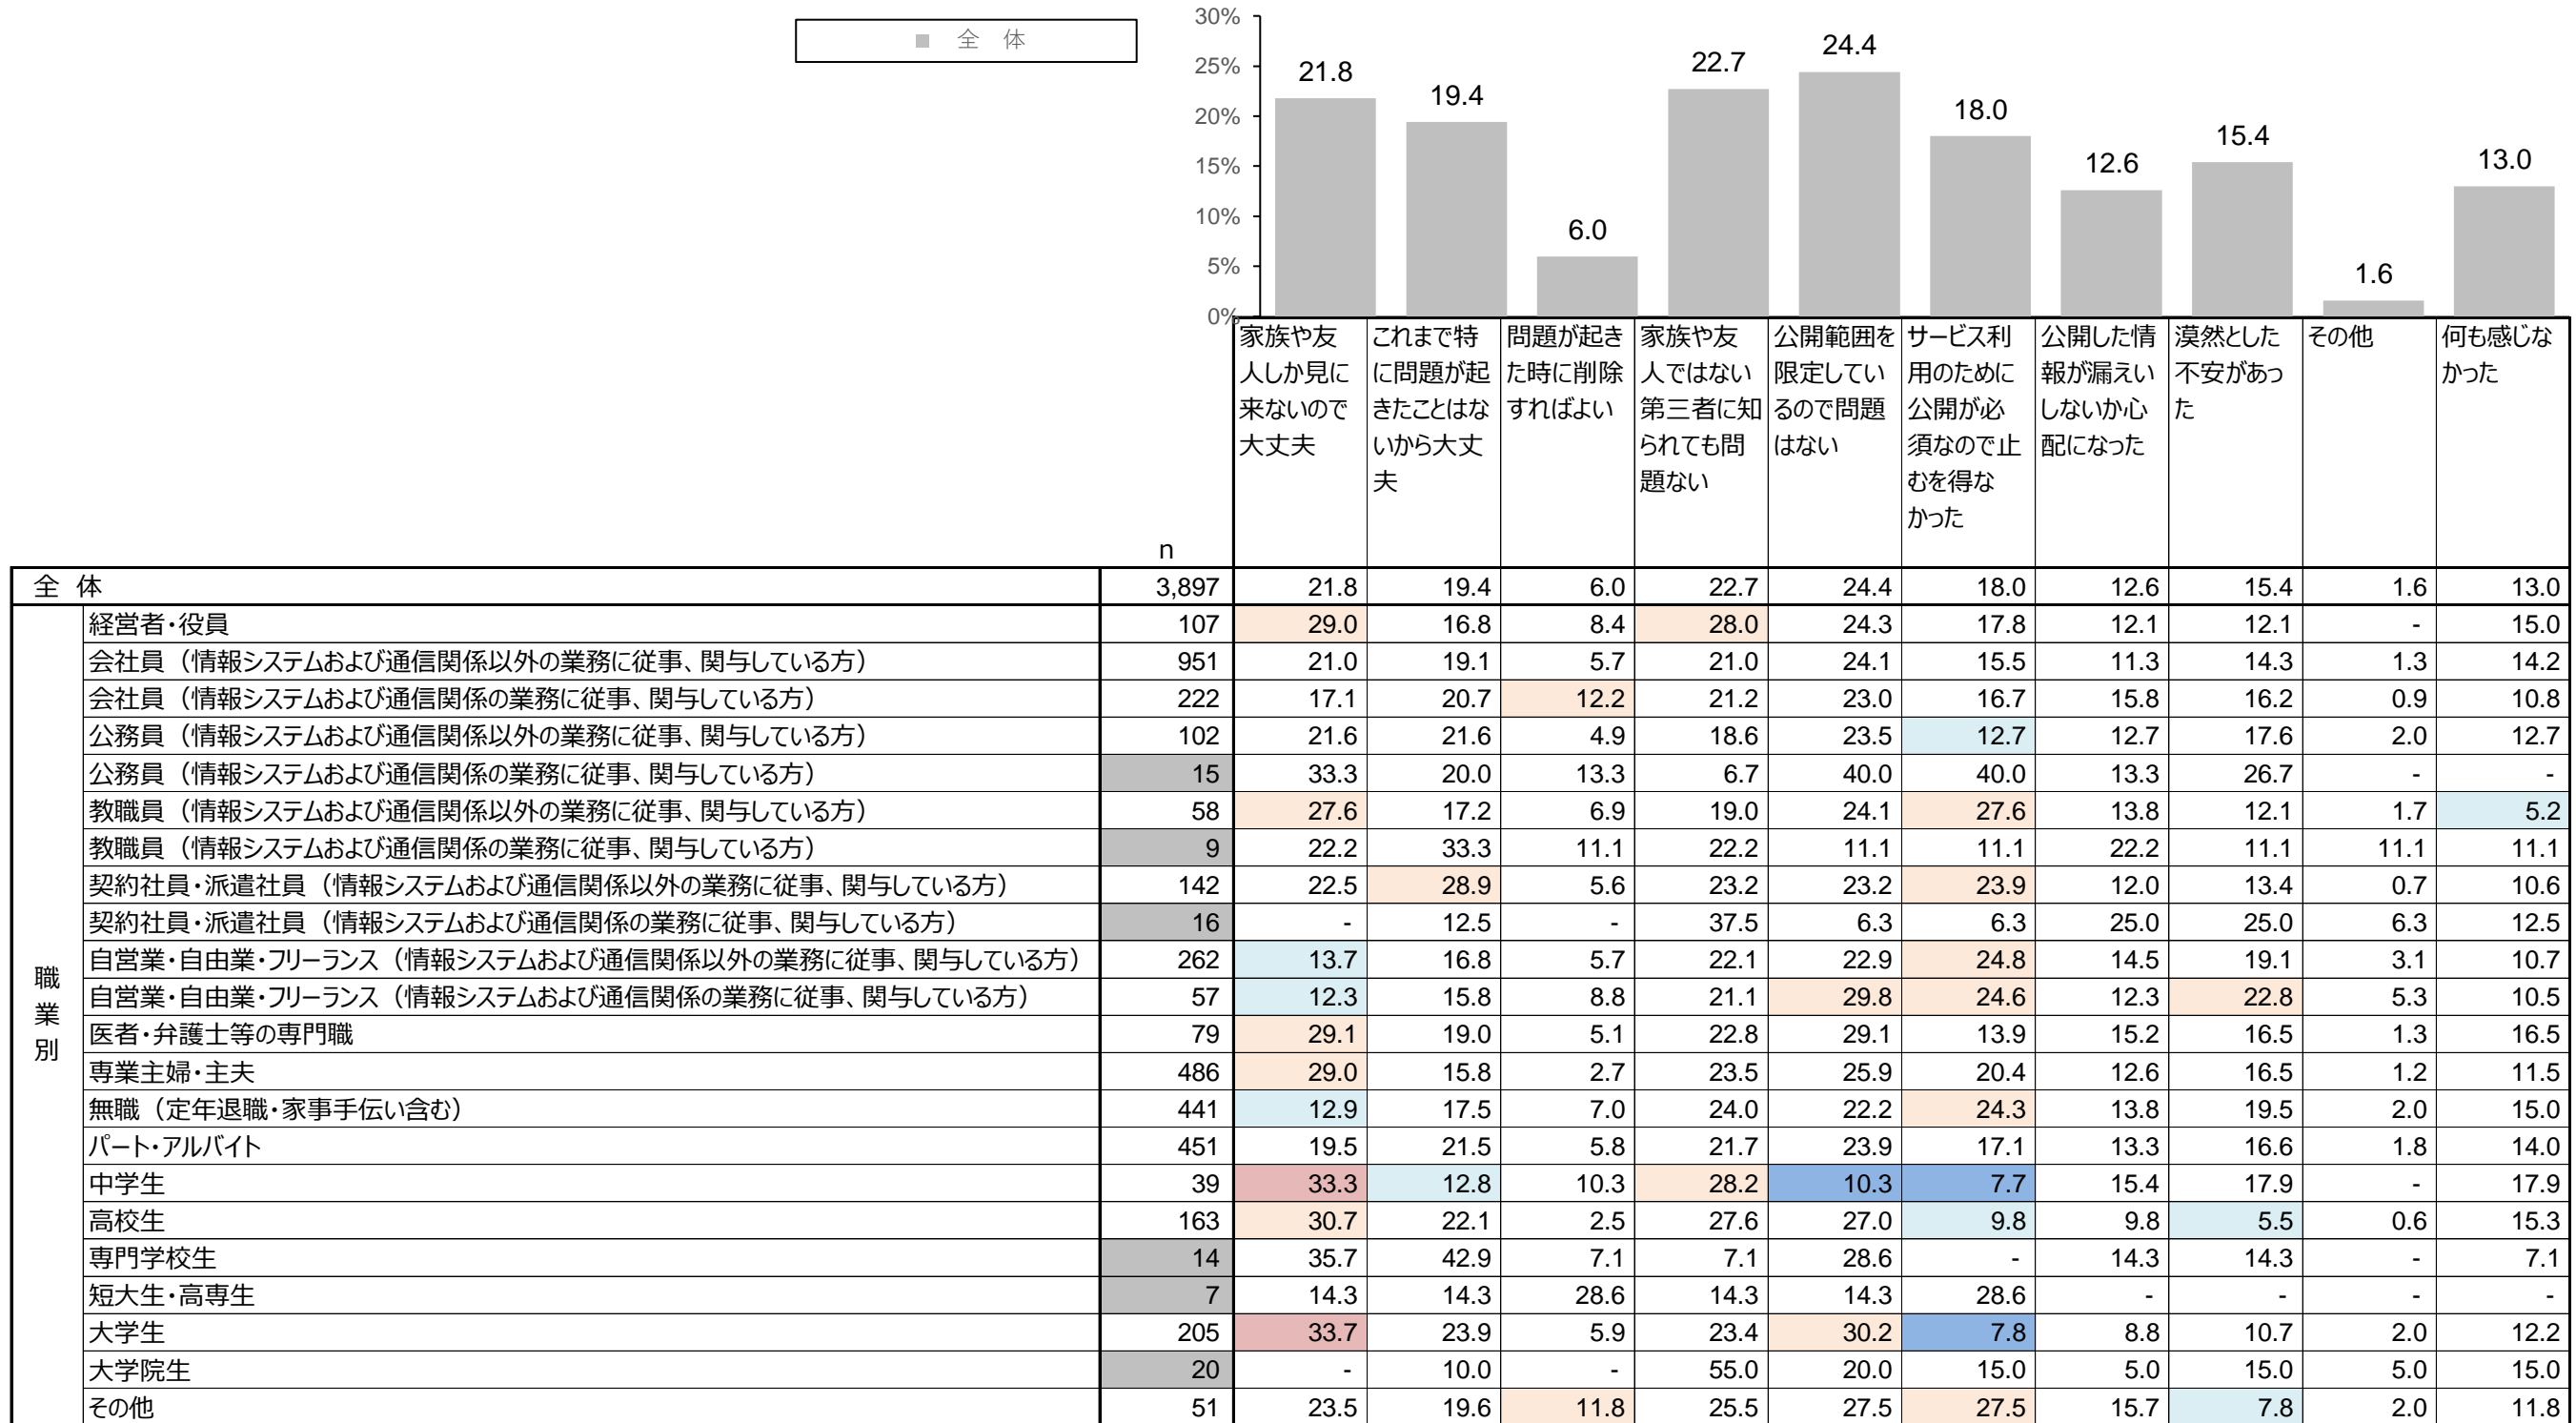 ■ 全 体
30%
25%
20%
15%
10%
5%
0%
21.8
19.4
6.0
22.7
24.4
18.0
12.6
15.4
1.6
13.0
家族や友
人しか見に
来ないので
大丈夫
これまで特
に問題が起
きたことはな
いから大丈
夫
問題が起き
た時に削除
すればよい
家族や友
人ではない
第三者に知
られても問
題ない
公開範囲を
限定してい
るので問題
はない
サービス利
用のために
公開が必
須なので止
むを得な
かった
公開した情
報が漏えい
しないか心
配になった
漠然とした
不安があっ
た
その他
何も感じな
かった
n
全 体 3,897 21.8 19.4 6.0 22.7 24.4 18.0 12.6 15.4 1.6 13.0
職業別
経営者・役員 107 29.0 16.8 8.4 28.0 24.3 17.8 12.1 12.1 - 15.0
会社員（情報システムおよび通信関係以外の業務に従事、関与している方） 951 21.0 19.1 5.7 21.0 24.1 15.5 11.3 14.3 1.3 14.2
会社員（情報システムおよび通信関係の業務に従事、関与している方） 222 17.1 20.7 12.2 21.2 23.0 16.7 15.8 16.2 0.9 10.8
公務員（情報システムおよび通信関係以外の業務に従事、関与している方） 102 21.6 21.6 4.9 18.6 23.5 12.7 12.7 17.6 2.0 12.7
公務員（情報システムおよび通信関係の業務に従事、関与している方） 15 33.3 20.0 13.3 6.7 40.0 40.0 13.3 26.7 - -
教職員（情報システムおよび通信関係以外の業務に従事、関与している方） 58 27.6 17.2 6.9 19.0 24.1 27.6 13.8 12.1 1.7 5.2
教職員（情報システムおよび通信関係の業務に従事、関与している方） 9 22.2 33.3 11.1 22.2 11.1 11.1 22.2 11.1 11.1 11.1
契約社員・派遣社員（情報システムおよび通信関係以外の業務に従事、関与している方） 142 22.5 28.9 5.6 23.2 23.2 23.9 12.0 13.4 0.7 10.6
契約社員・派遣社員（情報システムおよび通信関係の業務に従事、関与している方） 16 - 12.5 - 37.5 6.3 6.3 25.0 25.0 6.3 12.5
自営業・自由業・フリーランス（情報システムおよび通信関係以外の業務に従事、関与している方） 262 13.7 16.8 5.7 22.1 22.9 24.8 14.5 19.1 3.1 10.7
自営業・自由業・フリーランス（情報システムおよび通信関係の業務に従事、関与している方） 57 12.3 15.8 8.8 21.1 29.8 24.6 12.3 22.8 5.3 10.5
医者・弁護士等の専門職 79 29.1 19.0 5.1 22.8 29.1 13.9 15.2 16.5 1.3 16.5
専業主婦・主夫 486 29.0 15.8 2.7 23.5 25.9 20.4 12.6 16.5 1.2 11.5
無職（定年退職・家事手伝い含む） 441 12.9 17.5 7.0 24.0 22.2 24.3 13.8 19.5 2.0 15.0
パート・アルバイト 451 19.5 21.5 5.8 21.7 23.9 17.1 13.3 16.6 1.8 14.0
中学生 39 33.3 12.8 10.3 28.2 10.3 7.7 15.4 17.9 - 17.9
高校生 163 30.7 22.1 2.5 27.6 27.0 9.8 9.8 5.5 0.6 15.3
専門学校生 14 35.7 42.9 7.1 7.1 28.6 - 14.3 14.3 - 7.1
短大生・高専生 7 14.3 14.3 28.6 14.3 14.3 28.6 - - - -
大学生 205 33.7 23.9 5.9 23.4 30.2 7.8 8.8 10.7 2.0 12.2
大学院生 20 - 10.0 - 55.0 20.0 15.0 5.0 15.0 5.0 15.0
その他 51 23.5 19.6 11.8 25.5 27.5 27.5 15.7 7.8 2.0 11.8